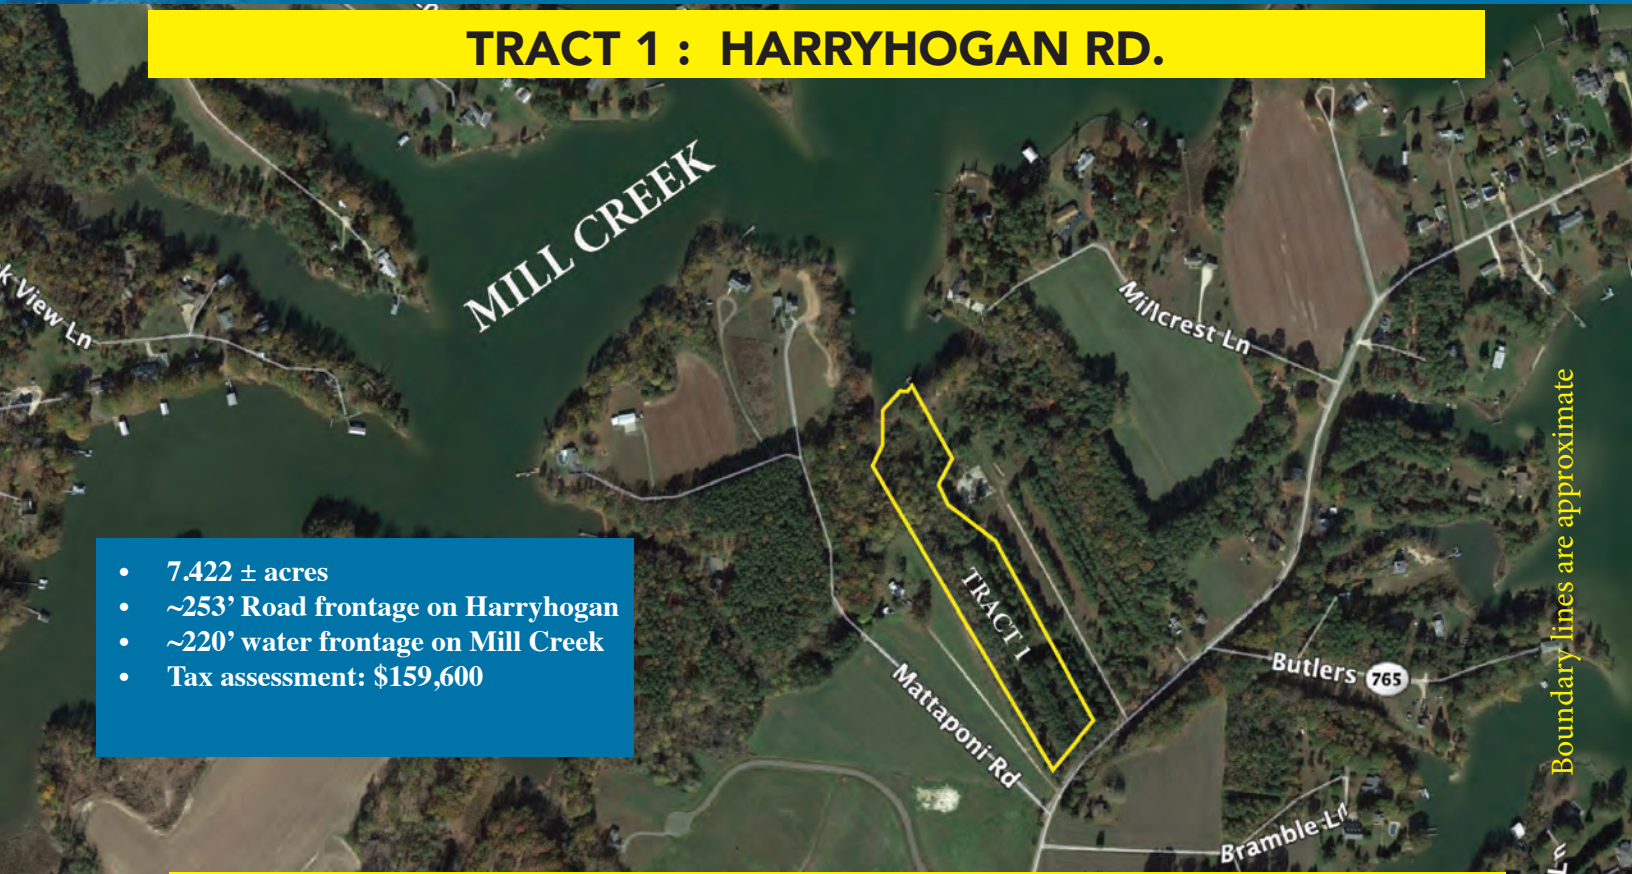 TRACT 1 : HARRYHOGAN RD.
MILL CREEK
k View Ln
Millcrest Ln
• 7.422 ± acres
• ~253’ Road frontage on Harryhogan
• ~220’ water frontage on Mill Creek
• Tax assessment: $159,600
TRACT 1
Mattaponi Rd
Butlers 765
Bramble Ln
Boundary lines are approximate
Ln